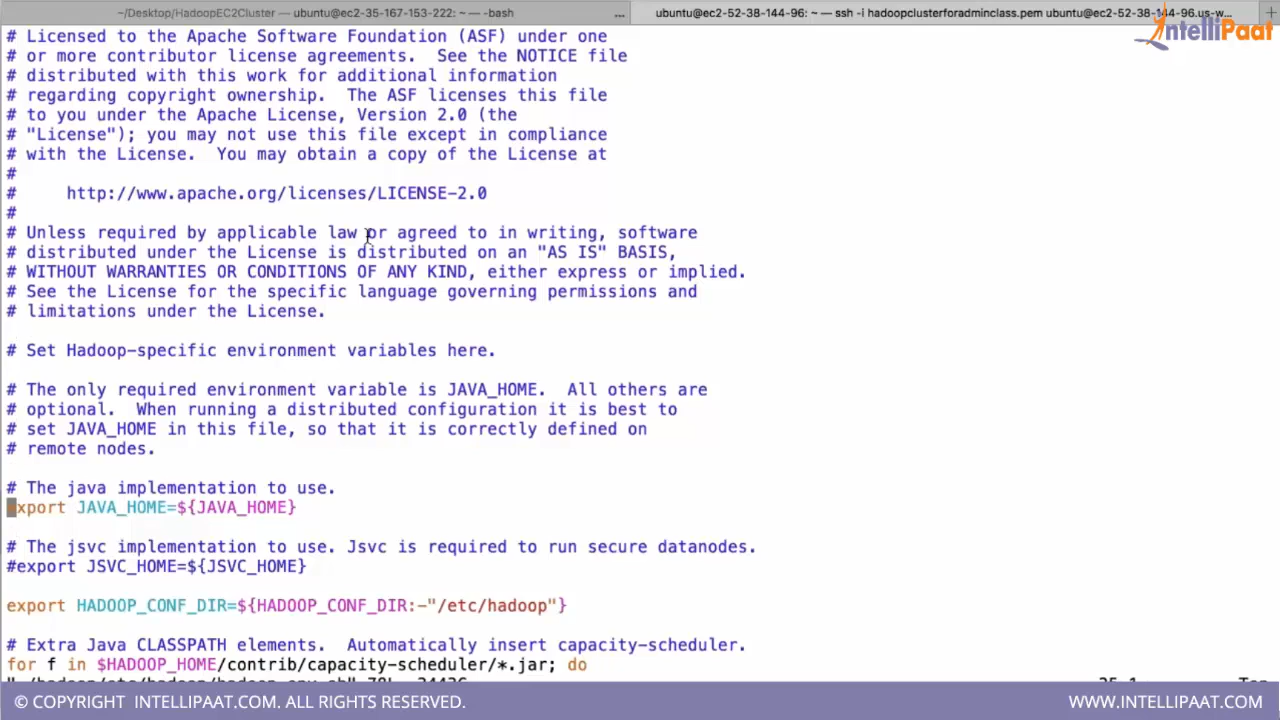 ~/Desktop/HadoopEC2Cluster — ubuntu@ec2-35-167-153-222: ~ — -bash
... ubuntu@ec2-52-38-144-96: ~ — ssh -i hadoopclusterforadminclass.pem ubuntu@ec2-52-38-144-96.us-w... +
IntelliPaat
# Licensed to the Apache Software Foundation (ASF) under one
# or more contributor license agreements.  See the NOTICE file
# distributed with this work for additional information
# regarding copyright ownership.  The ASF licenses this file
# to you under the Apache License, Version 2.0 (the
# "License"); you may not use this file except in compliance
# with the License.  You may obtain a copy of the License at
#
#     http://www.apache.org/licenses/LICENSE-2.0
#
# Unless required by applicable law or agreed to in writing, software
# distributed under the License is distributed on an "AS IS" BASIS,
# WITHOUT WARRANTIES OR CONDITIONS OF ANY KIND, either express or implied.
# See the License for the specific language governing permissions and
# limitations under the License.
# Set Hadoop-specific environment variables here.
# The only required environment variable is JAVA_HOME.  All others are
# optional.  When running a distributed configuration it is best to
# set JAVA_HOME in this file, so that it is correctly defined on
# remote nodes.
# The java implementation to use.
export JAVA_HOME=${JAVA_HOME}
# The jsvc implementation to use. Jsvc is required to run secure datanodes.
#export JSVC_HOME=${JSVC_HOME}
export HADOOP_CONF_DIR=${HADOOP_CONF_DIR:-"/etc/hadoop"}
# Extra Java CLASSPATH elements.  Automatically insert capacity-scheduler.
for f in $HADOOP_HOME/contrib/capacity-scheduler/*.jar; do
© COPYRIGHT INTELLIPAAT.COM. ALL RIGHTS RESERVED.
WWW.INTELLIPAAT.COM